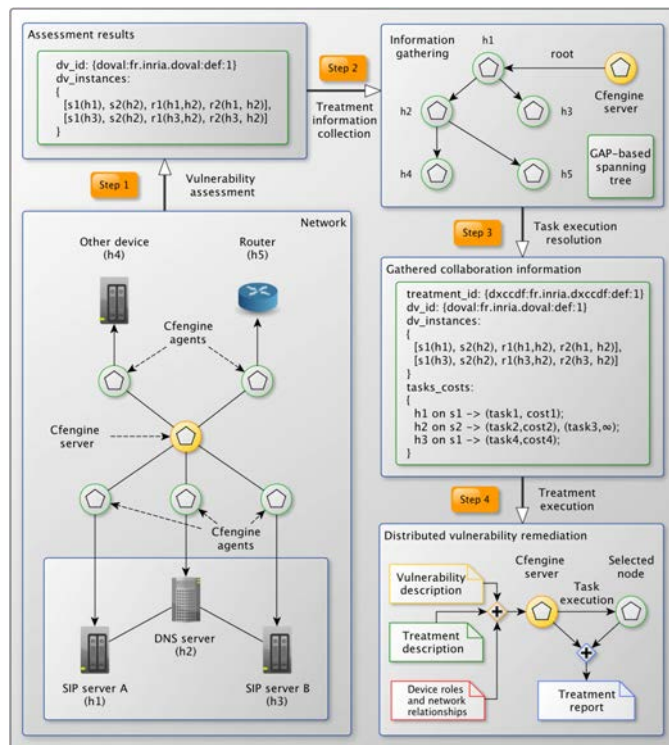 Assessment results
dv_id: {doval:fr.inria.doval:def:1}
dv_instances:
{
[s1(h1), s2(h2), r1(h1,h2), r2(h1, h2)],
[s1(h3), s2(h2), r1(h3,h2), r2(h3, h2)]
}
Step 2
Treatment
information
collection
Information
gathering
h1
root
Cfengine
server
h2
h3
h4
h5
GAP-based
spanning
tree
Step 1
Vulnerability
assessment
Step 3
Task execution
resolution
Network
Other device
(h4)
Router
(h5)
Cfengine
agents
Cfengine
server
Cfengine
agents
DNS server
(h2)
SIP server A
(h1)
SIP server B
(h3)
Gathered collaboration information
treatment_id: {dxccdf:fr.inria.dxccdf:def:1}
dv_id: {doval:fr.inria.doval:def:1}
dv_instances:
{
[s1(h1), s2(h2), r1(h1,h2), r2(h1, h2)],
[s1(h3), s2(h2), r1(h3,h2), r2(h3, h2)]
}
tasks_costs:
{
h1 on s1 -> (task1, cost1);
h2 on s2 -> (task2,cost2), (task3,∞);
h3 on s1 -> (task4,cost4);
}
Step 4
Treatment
execution
Distributed vulnerability remediation
Vulnerability
description
Cfengine
server
Selected
node
Task
execution
Treatment
description
Device roles
and network
relationships
Treatment
report